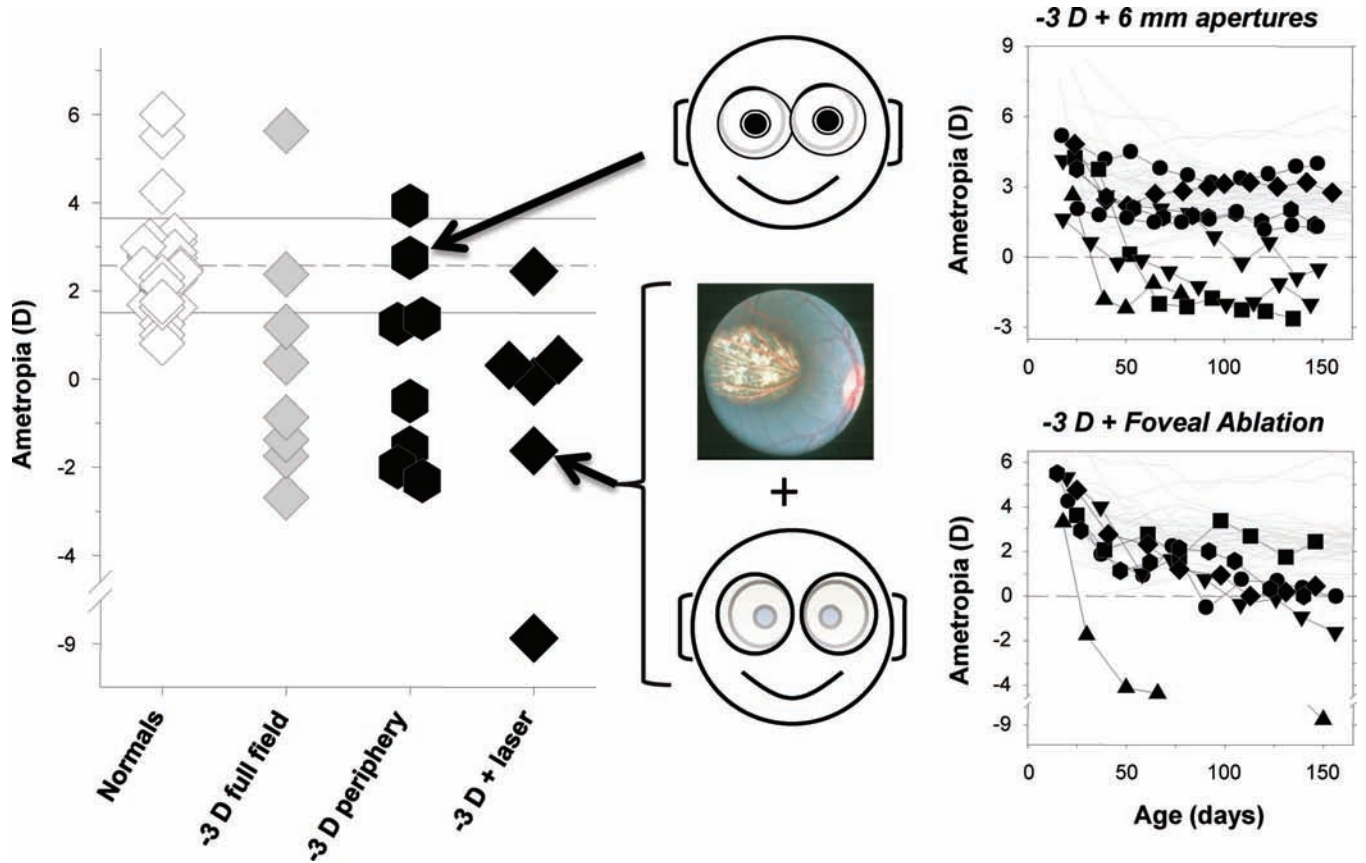 Ametropia (D)
6
4
2
0
-2
-4
-9
Normals
-3 D full field
-3 D periphery
-3 D + laser
+
-3 D + 6 mm apertures
Ametropia (D)
9
6
3
0
-3
0
50
100
150
-3 D + Foveal Ablation
Ametropia (D)
6
4
2
0
-2
-4
-9
0
50
100
150
Age (days)